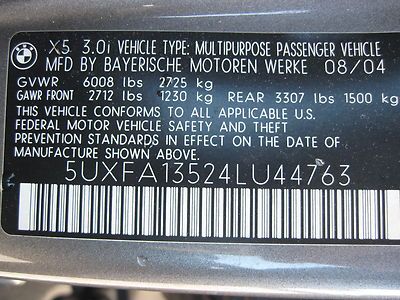 X5 3.0i VEHICLE TYPE: MULTIPURPOSE PASSENGER VEHICLE
MFD BY BAYERISCHE MOTOREN WERKE 08/04
GVWR 6008 lbs 2725 kg
GAWR FRONT 2712 lbs 1230 kg REAR 3307 lbs 1500 kg
THIS VEHICLE CONFORMS TO ALL APPLICABLE U.S.
FEDERAL MOTOR VEHICLE SAFETY, BUMPER, AND THEFT
PREVENTION STANDARDS IN EFFECT ON THE DATE OF
MANUFACTURE SHOWN ABOVE
5UXFA13524LU44763